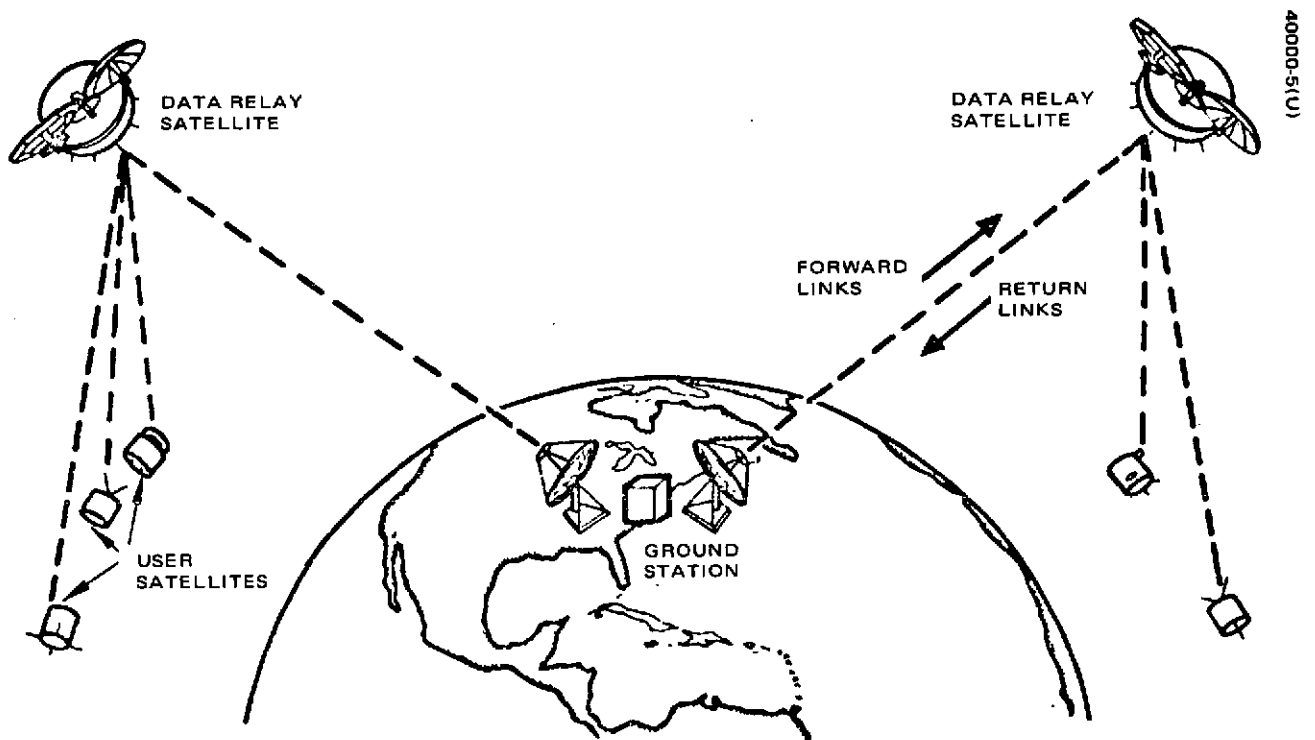 40000-5(U)
DATA RELAY
SATELLITE
DATA RELAY
SATELLITE
FORWARD
LINKS
RETURN
LINKS
USER
SATELLITES
GROUND
STATION